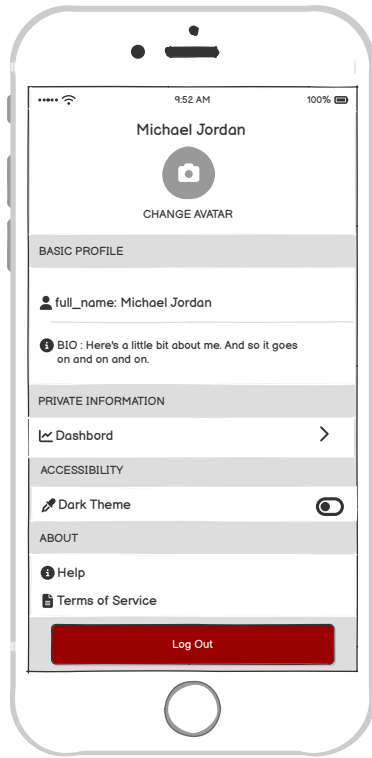 9:52 AM
100%
Michael Jordan
CHANGE AVATAR
BASIC PROFILE
full_name: Michael Jordan
BIO : Here's a little bit about me. And so it goes
on and on and on.
PRIVATE INFORMATION
Dashbord
ACCESSIBILITY
Dark Theme
ABOUT
Help
Terms of Service
Log Out